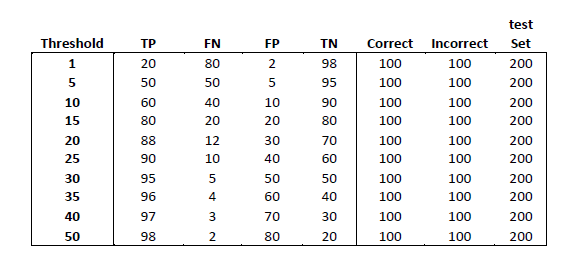 test
Threshold TP FN FP TN Correct Incorrect Set
1 20 80 2 98 100 100 200
5 50 50 5 95 100 100 200
10 60 40 10 90 100 100 200
15 80 20 20 80 100 100 200
20 88 12 30 70 100 100 200
25 90 10 40 60 100 100 200
30 95 5 50 50 100 100 200
35 96 4 60 40 100 100 200
40 97 3 70 30 100 100 200
50 98 2 80 20 100 100 200